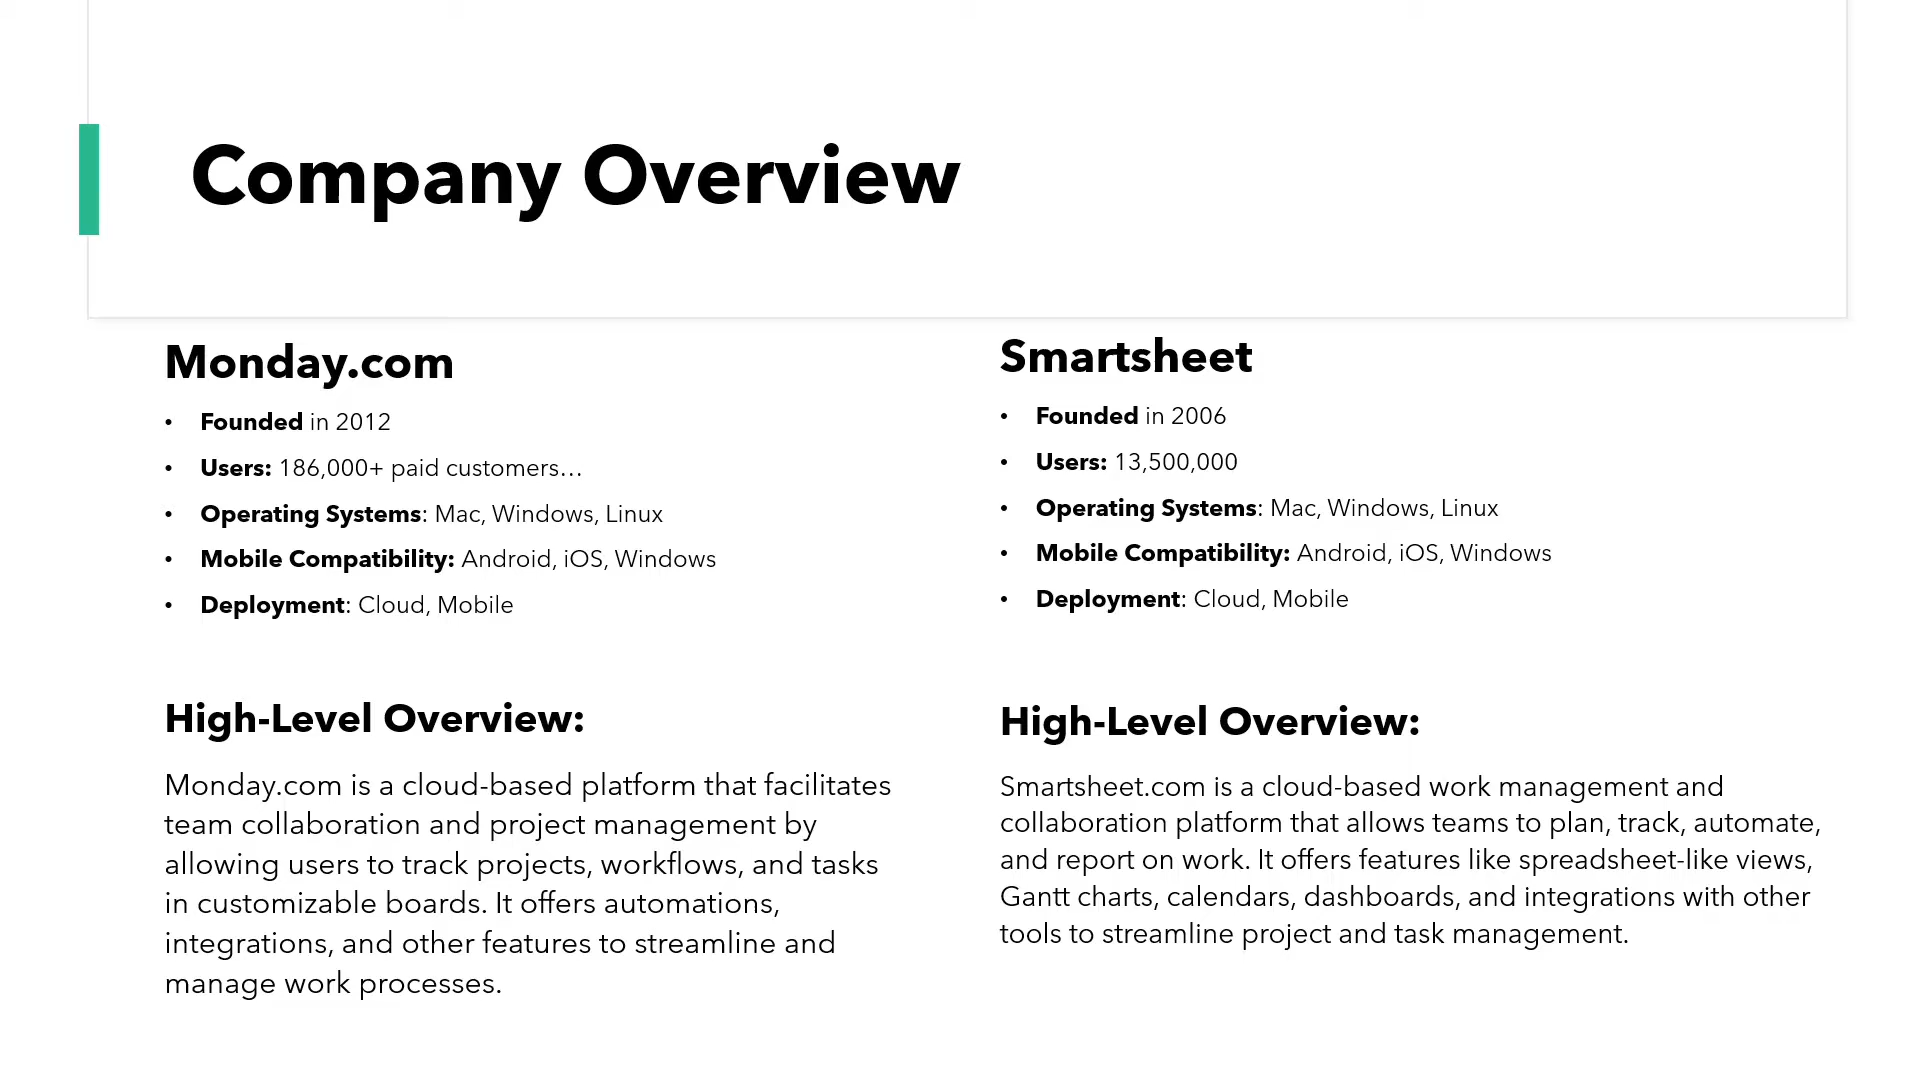 Company Overview
Monday.com
• Founded in 2012
• Users: 186,000+ paid customers…
• Operating Systems: Mac, Windows, Linux
• Mobile Compatibility: Android, iOS, Windows
• Deployment: Cloud, Mobile
High-Level Overview:
Monday.com is a cloud-based platform that facilitates
team collaboration and project management by
allowing users to track projects, workflows, and tasks
in customizable boards. It offers automations,
integrations, and other features to streamline and
manage work processes.
Smartsheet
• Founded in 2006
• Users: 13,500,000
• Operating Systems: Mac, Windows, Linux
• Mobile Compatibility: Android, iOS, Windows
• Deployment: Cloud, Mobile
High-Level Overview:
Smartsheet.com is a cloud-based work management and
collaboration platform that allows teams to plan, track, automate,
and report on work. It offers features like spreadsheet-like views,
Gantt charts, calendars, dashboards, and integrations with other
tools to streamline project and task management.